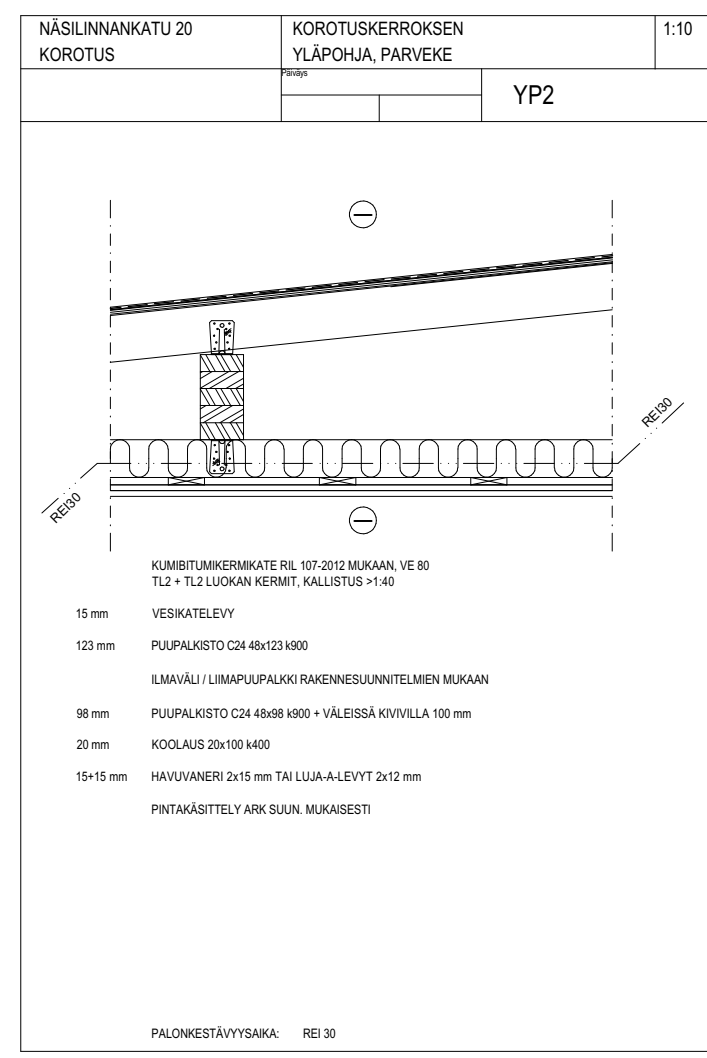 NÄSILINNANKATU 20
KOROTUS
KOROTUSKERROKSEN
YLÄPOHJA, PARVEKE
1:10
Päiväys
YP2
REI30
REI30
KUMIBITUMIKERMIKATE RIL 107-2012 MUKAAN, VE 80
TL2 + TL2 LUOKAN KERMIT, KALLISTUS >1:40
15 mm VESIKATELEVY
123 mm PUUPALKISTO C24 48x123 k900
ILMAVÄLI / LIIMAPUUPALKKI RAKENNESUUNNITELMIEN MUKAAN
98 mm PUUPALKISTO C24 48x98 k900 + VÄLEISSÄ KIVIVILLA 100 mm
20 mm KOOLAUS 20x100 k400
15+15 mm HAVUVANERI 2x15 mm TAI LUJA-A-LEVYT 2x12 mm
PINTAKÄSITTELY ARK SUUN. MUKAISESTI
PALONKESTÄVYYSAIKA: REI 30